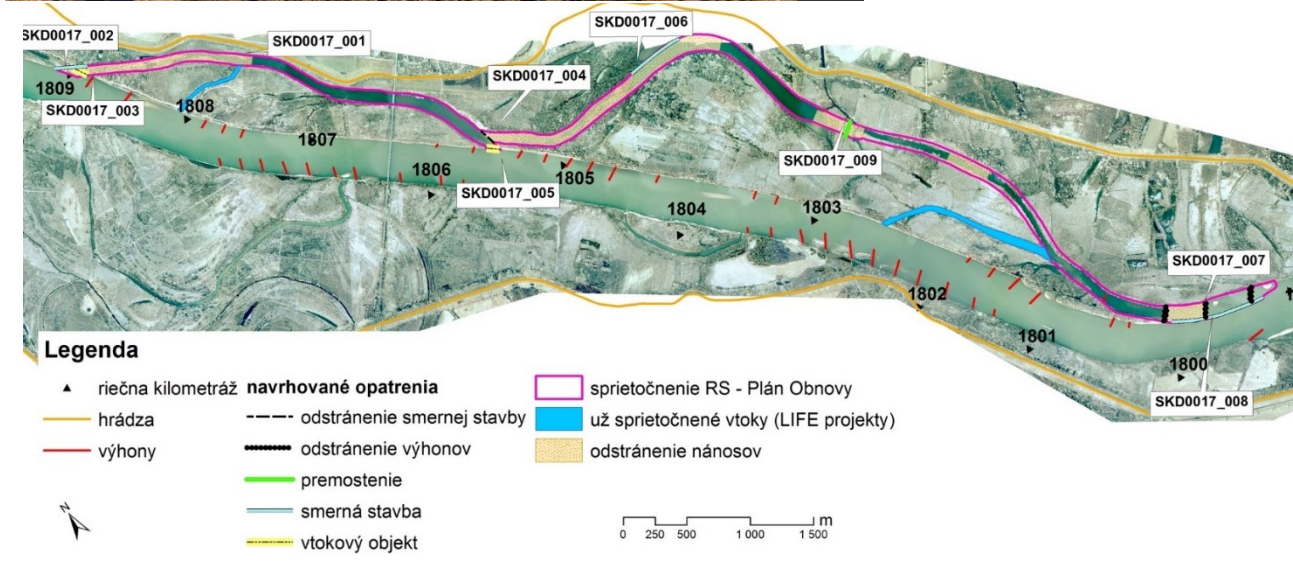 SKD0017_002
SKD0017_001
SKD0017_006
SKD0017_004
1809
SKD0017_003
1808
1807
1806
SKD0017_005
1805
SKD0017_009
1804
1803
SKD0017_007
1802
1801
1800
SKD0017_008
Legenda
riečna kilometráž
hrádza
výhony
navrhované opatrenia
odstránenie smernej stavby
odstránenie výhonov
premostenie
smerná stavba
vtokový objekt
sprietočnenie RS - Plán Obnovy
už sprietočnené vtoky (LIFE projekty)
odstránenie nánosov
N
m
0 250 500 1 000 1 500